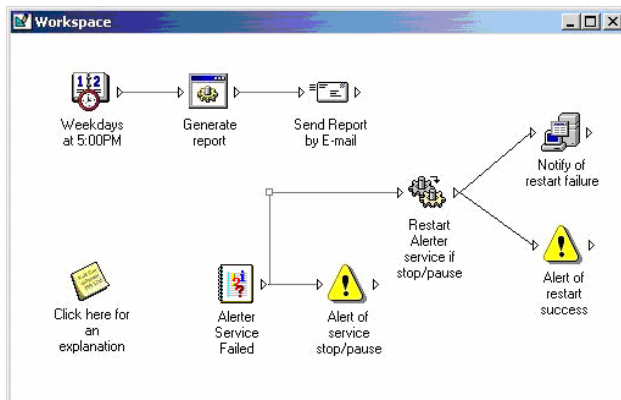 Workspace
Weekdays
at 5:00PM
Generate
report
Send Report
by E-mail
Notify of
restart failure
Restart
Alerter
service if
stop/pause
Click here for
an
explanation
Alerter
Service
Failed
Alert of
service
stop/pause
Alert of
restart
success